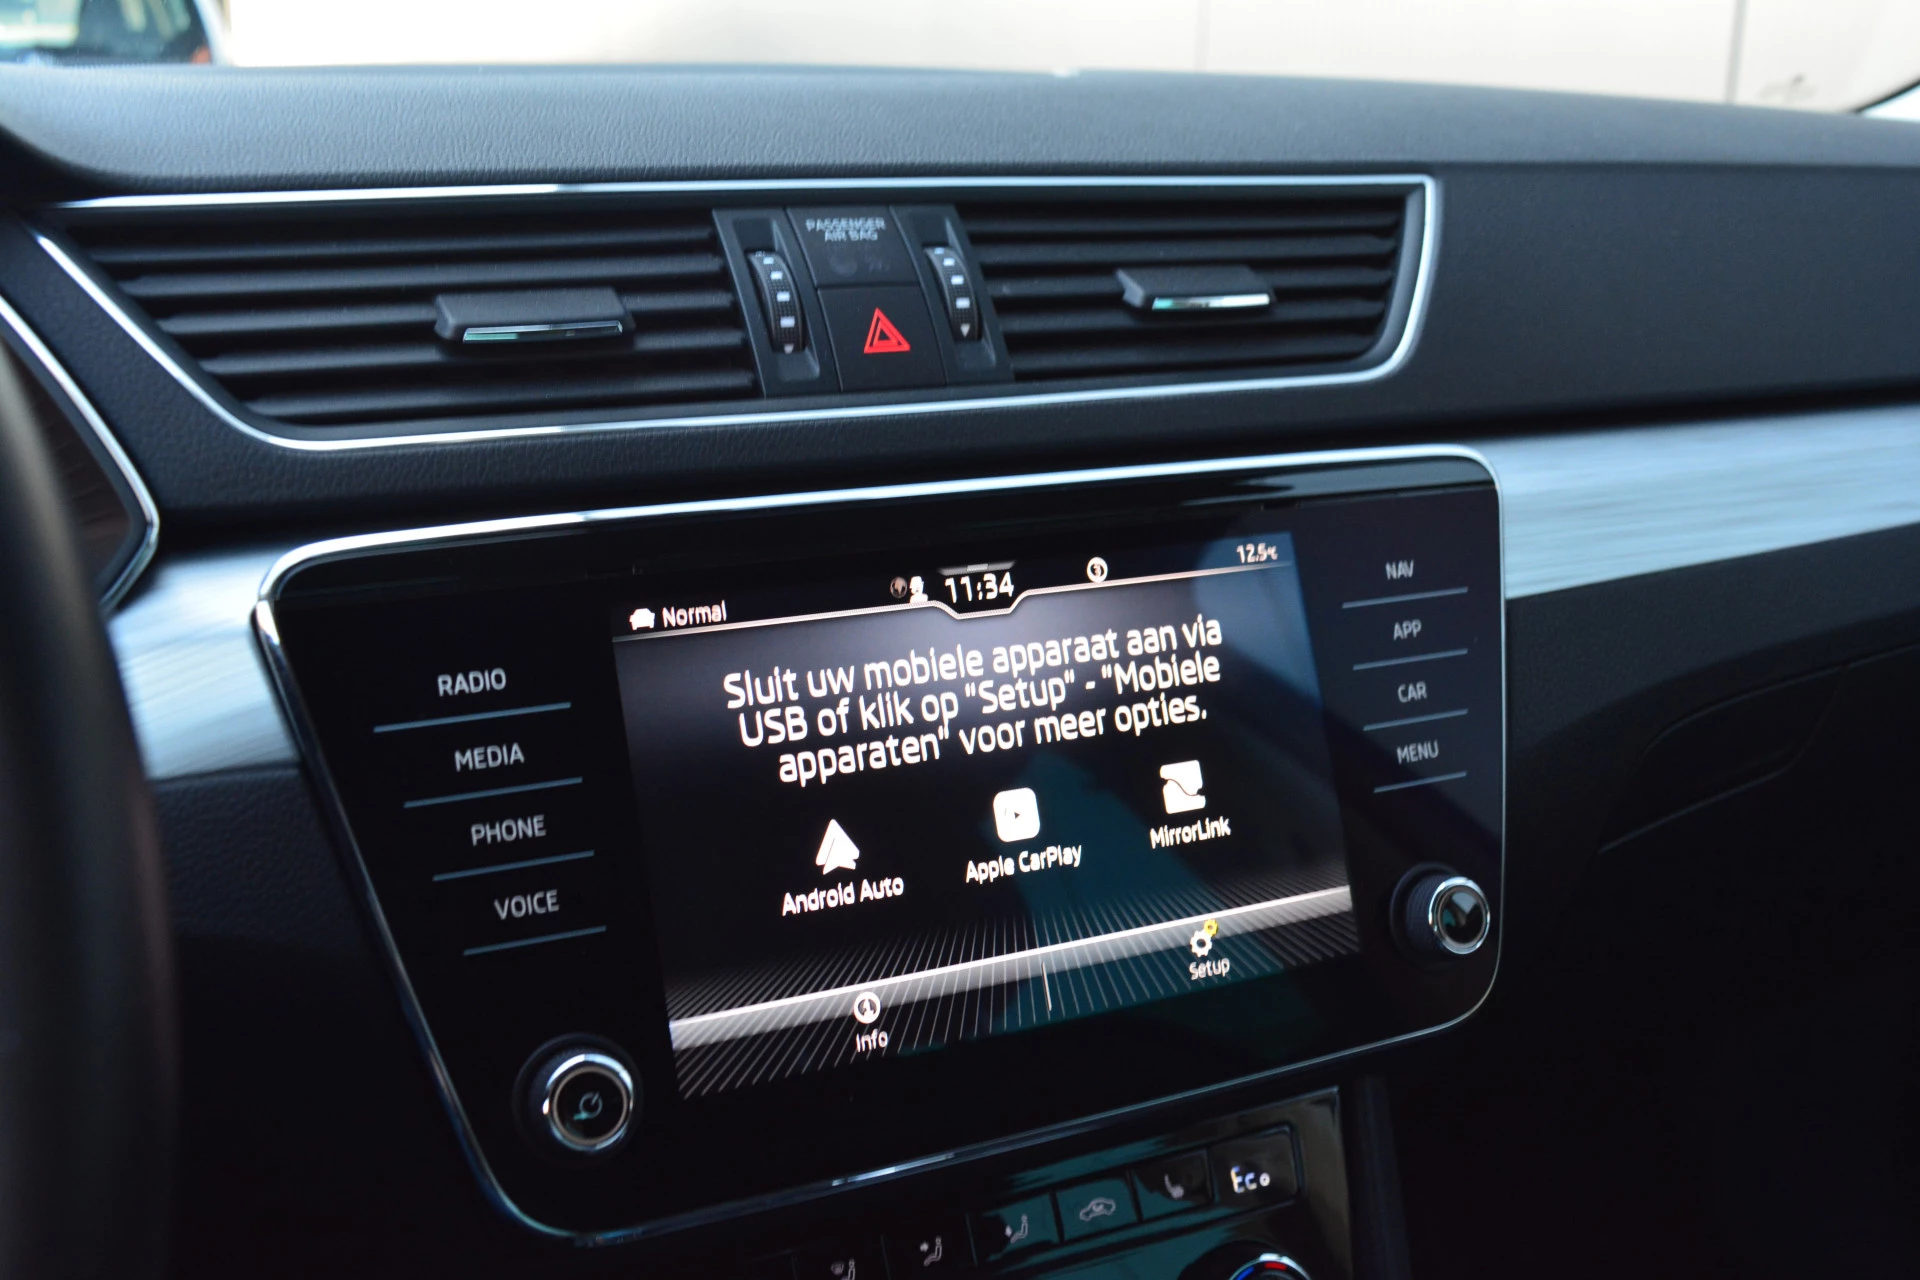 PASSENGER
AIR BAG
Normal
11:34
12.5°C
Sluit uw mobiele apparaat aan via
USB of klik op "Setup" - "Mobiele
apparaten" voor meer opties.
Android Auto
Apple CarPlay
MirrorLink
Info
Setup
RADIO
MEDIA
PHONE
VOICE
NAV
APP
CAR
MENU
Eco